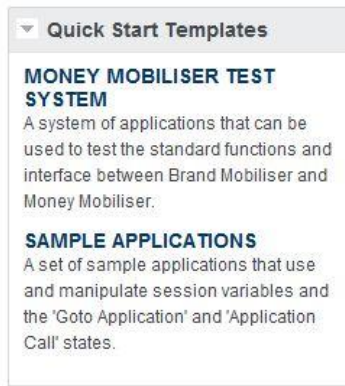 Quick Start Templates
MONEY MOBILISER TEST
SYSTEM
A system of applications that can be
used to test the standard functions and
interface between Brand Mobiliser and
Money Mobiliser.
SAMPLE APPLICATIONS
A set of sample applications that use
and manipulate session variables and
the 'Goto Application' and 'Application
Call' states.